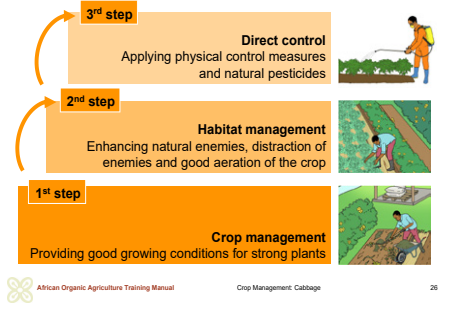 3rd step
Direct control
Applying physical control measures
and natural pesticides
2nd step
Habitat management
Enhancing natural enemies, distraction of
enemies and good aeration of the crop
1st step
Crop management
Providing good growing conditions for strong plants
African Organic Agriculture Training Manual Crop Management: Cabbage 26